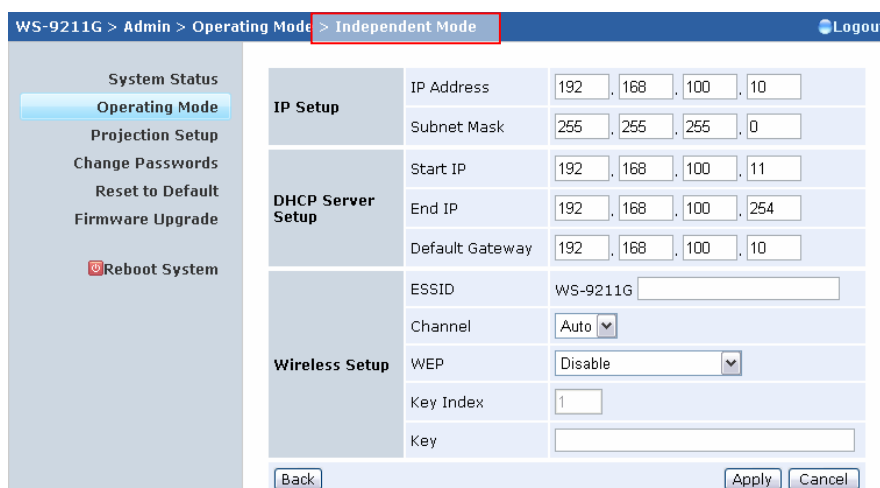 WS-9211G > Admin > Operating Mode > Independent Mode
Logou
System Status
Operating Mode
Projection Setup
Change Passwords
Reset to Default
Firmware Upgrade
Reboot System
IP Setup
IP Address 192 . 168 . 100 . 10
Subnet Mask 255 . 255 . 255 . 0
DHCP Server Setup
Start IP 192 . 168 . 100 . 11
End IP 192 . 168 . 100 . 254
Default Gateway 192 . 168 . 100 . 10
Wireless Setup
ESSID WS-9211G
Channel Auto
WEP Disable
Key Index 1
Key
Back Apply Cancel